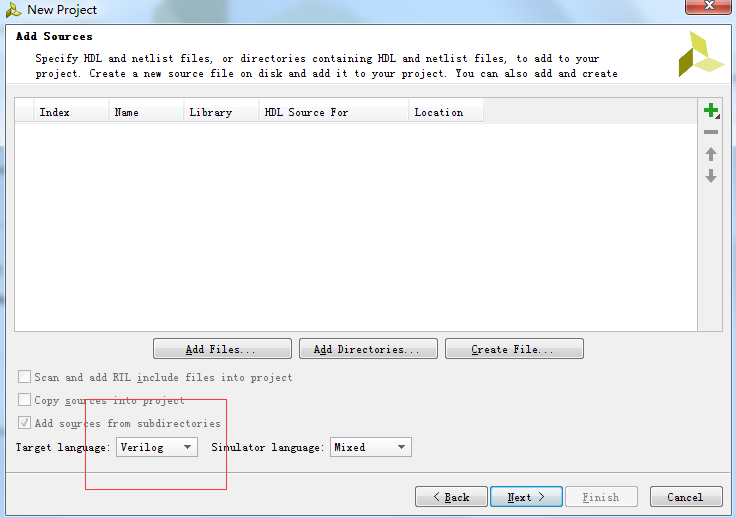 New Project
Add Sources
Specify HDL and netlist files, or directories containing HDL and netlist files, to add to your
project. Create a new source file on disk and add it to your project. You can also add and create
Index Name Library HDL Source For Location
Add Files... Add Directories... Create File...
Scan and add RTL include files into project
Copy sources into project
Add sources from subdirectories
Target language: Verilog Simulator language: Mixed
< Back Next > Finish Cancel